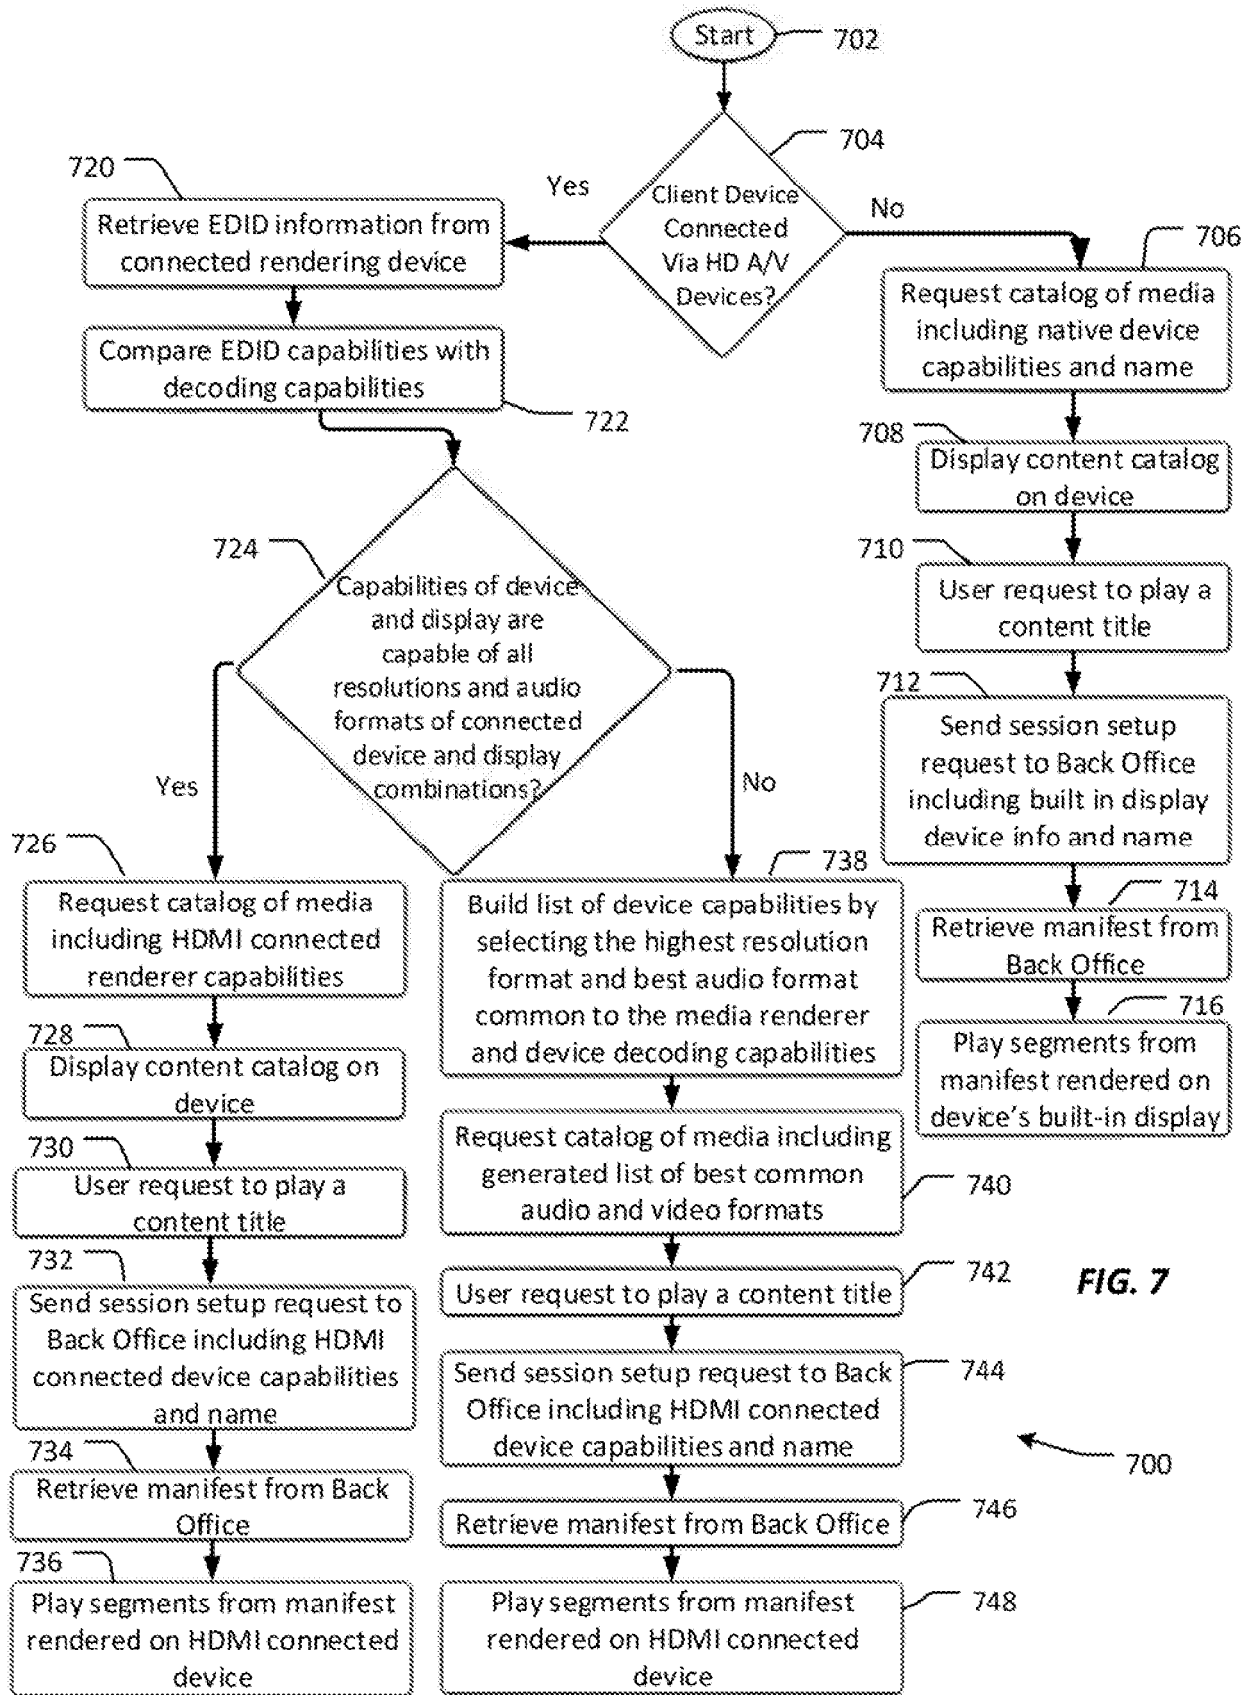 Start
702
704
Client Device
Connected
Via HD A/V
Devices?
Yes
No
720
Retrieve EDID information from
connected rendering device
Compare EDID capabilities with
decoding capabilities
722
724
Capabilities of device
and display are
capable of all
resolutions and audio
formats of connected
device and display
combinations?
Yes
No
726
Request catalog of media
including HDMI connected
renderer capabilities
728
Display content catalog on
device
730
User request to play a
content title
732
Send session setup request to
Back Office including HDMI
connected device capabilities
and name
734
Retrieve manifest from Back
Office
736
Play segments from manifest
rendered on HDMI connected
device
738
Build list of device capabilities by
selecting the highest resolution
format and best audio format
common to the media renderer
and device decoding capabilities
Request catalog of media including
generated list of best common
audio and video formats
740
User request to play a content title
742
Send session setup request to Back
Office including HDMI connected
device capabilities and name
744
Retrieve manifest from Back Office
746
Play segments from manifest
rendered on HDMI connected
device
748
706
Request catalog of media
including native device
capabilities and name
708
Display content catalog
on device
710
User request to play a
content title
712
Send session setup
request to Back Office
including built in display
device info and name
714
Retrieve manifest from
Back Office
716
Play segments from
manifest rendered on
device's built-in display
FIG. 7
700